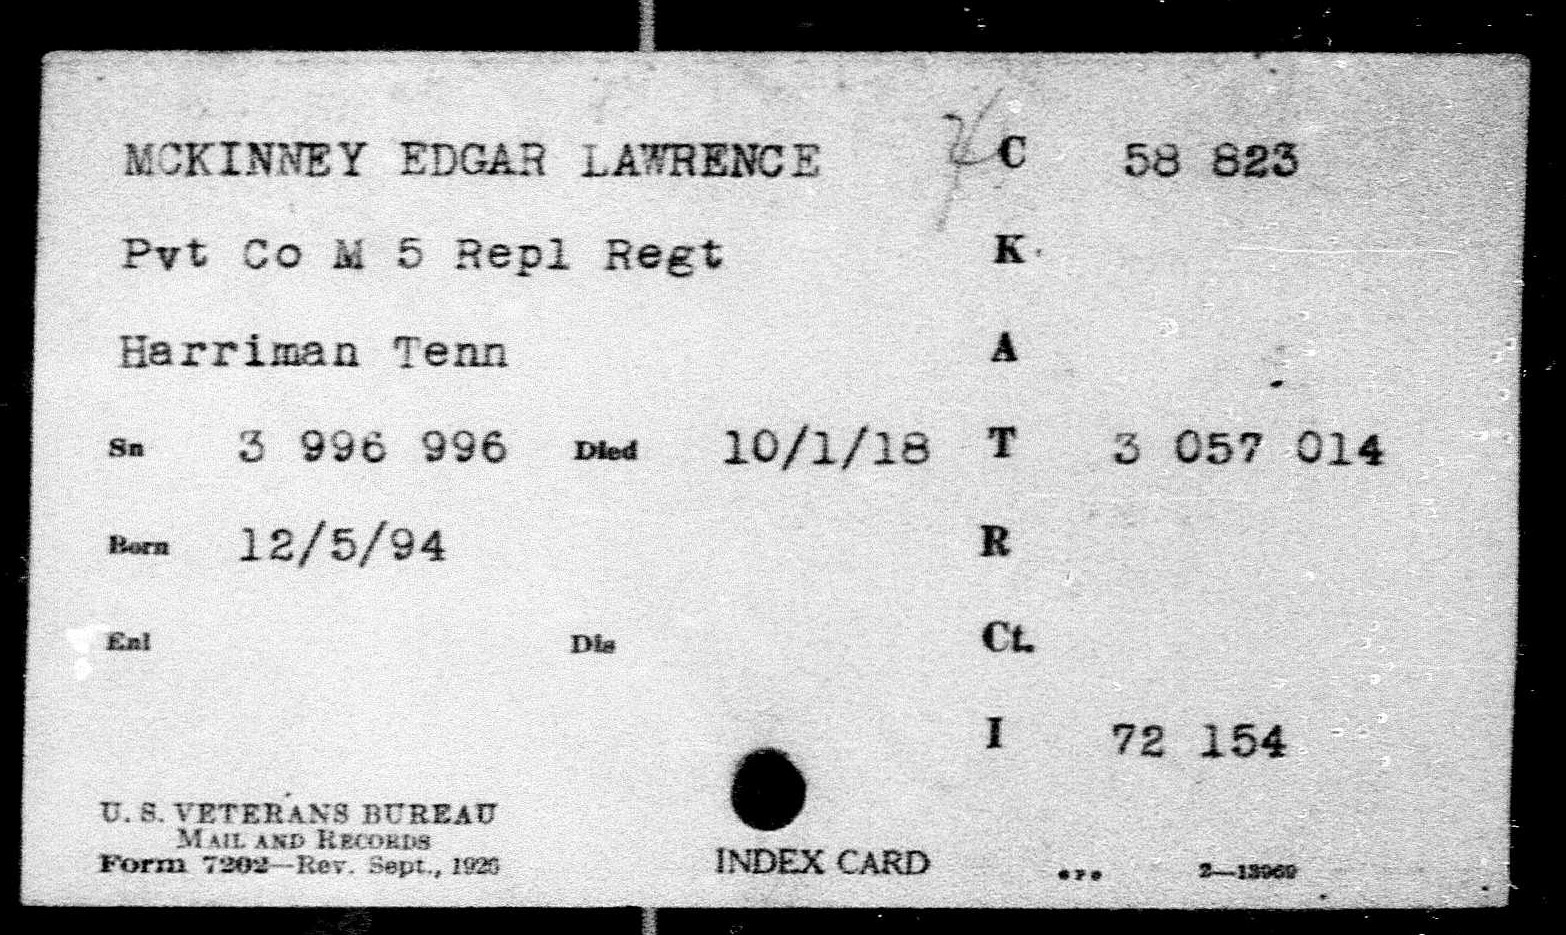 MCKINNEY EDGAR LAWRENCE C 58 823
Pvt Co M 5 Repl Regt K
Harriman Tenn A
Sn 3 996 996 Died 10/1/18 T 3 057 014
Born 12/5/94 R
Enl Dis Ct.
I 72 154
U. S. VETERANS BUREAU
MAIL AND RECORDS
Form 7202—Rev. Sept., 1926
INDEX CARD 2—13969